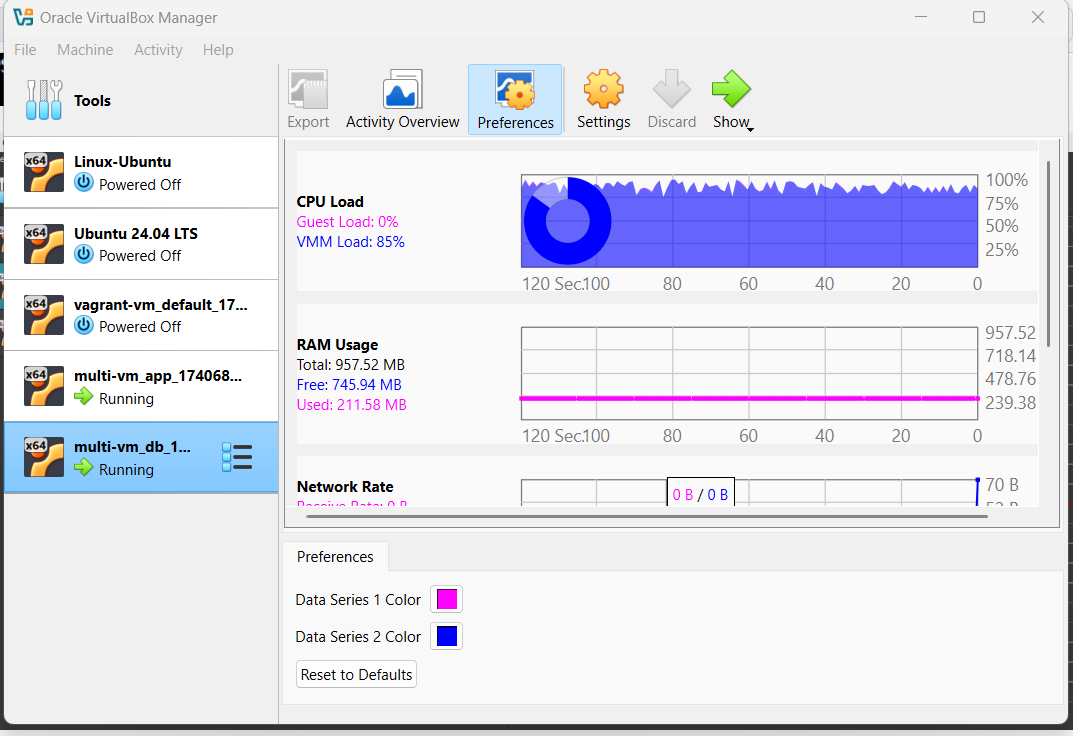 Oracle VirtualBox Manager
File Machine Activity Help
Tools
Export Activity Overview Preferences Settings Discard Show
x64 Linux-Ubuntu
Powered Off
x64 Ubuntu 24.04 LTS
Powered Off
x64 vagrant-vm_default_17...
Powered Off
x64 multi-vm_app_174068...
Running
x64 multi-vm_db_1...
Running
CPU Load
Guest Load: 0%
VMM Load: 85%
100%
75%
50%
25%
120 Sec. 100 80 60 40 20 0
RAM Usage
Total: 957.52 MB
Free: 745.94 MB
Used: 211.58 MB
957.52
718.14
478.76
239.38
120 Sec. 100 80 60 40 20 0
Network Rate
Receive Rate: 0 B
0 B / 0 B
70 B
Preferences
Data Series 1 Color
Data Series 2 Color
Reset to Defaults